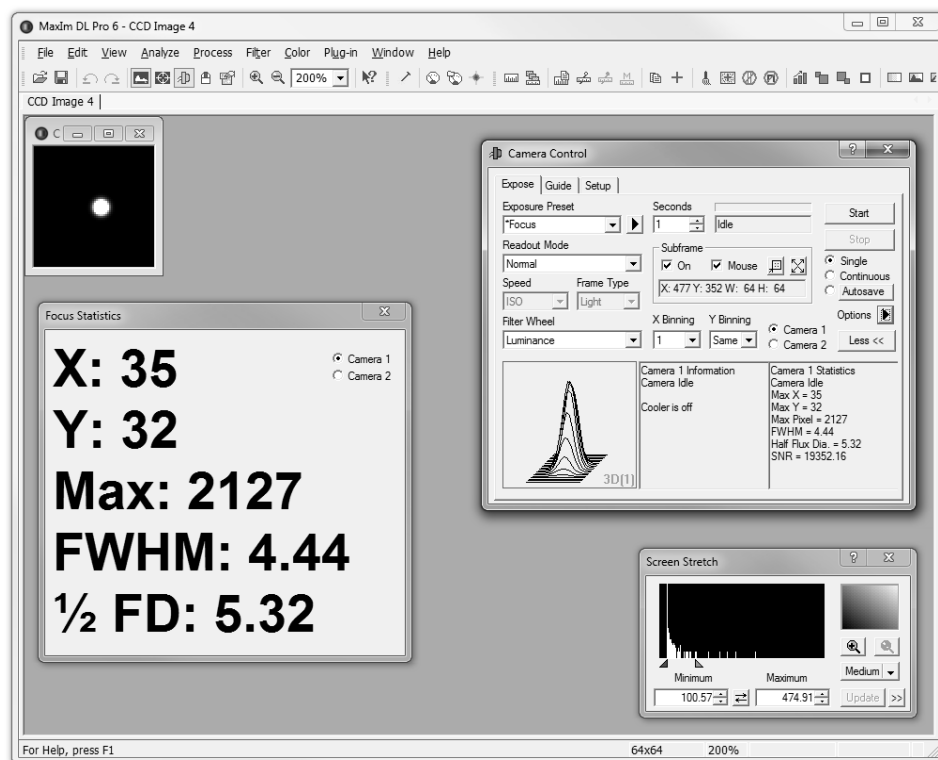 MaxIm DL Pro 6 - CCD Image 4
File Edit View Analyze Process Filter Color Plug-in Window Help
200%
CCD Image 4
C
Camera Control
Expose Guide Setup
Exposure Preset
*Focus
Seconds
1
Idle
Start
Stop
Readout Mode
Normal
Subframe
On Mouse
X: 477 Y: 352 W: 64 H: 64
Single
Continuous
Autosave
Speed Frame Type
ISO Light
Options
Filter Wheel
Luminance
X Binning Y Binning
1 Same
Camera 1
Camera 2
Less <<
3D[1]
Camera 1 Information
Camera Idle
Cooler is off
Camera 1 Statistics
Camera Idle
Max X = 35
Max Y = 32
Max Pixel = 2127
FWHM = 4.44
Half Flux Dia. = 5.32
SNR = 19352.16
Focus Statistics
X: 35
Y: 32
Max: 2127
FWHM: 4.44
½ FD: 5.32
Camera 1
Camera 2
Screen Stretch
Minimum Maximum
100.57 474.91
Medium
Update >>
For Help, press F1
64x64 200%